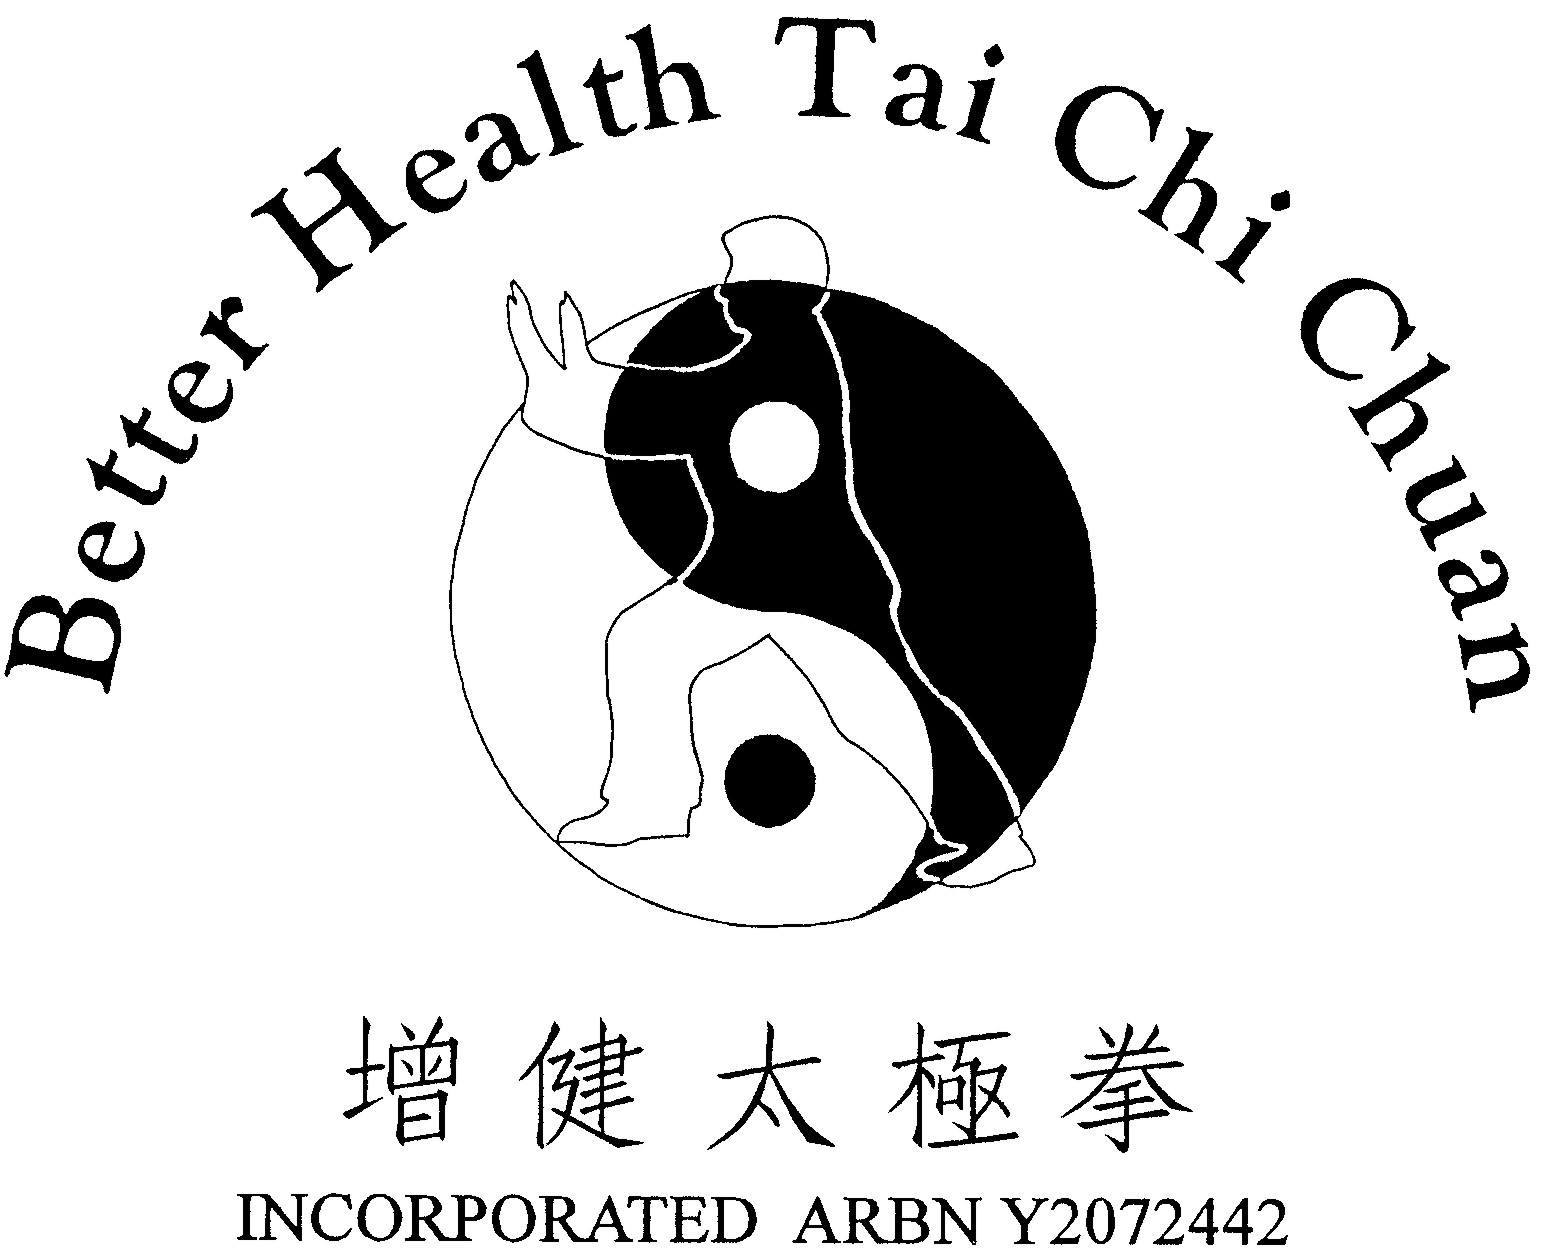 Better Health Tai Chi Chuan
增健太極拳
INCORPORATED ARBN Y2072442